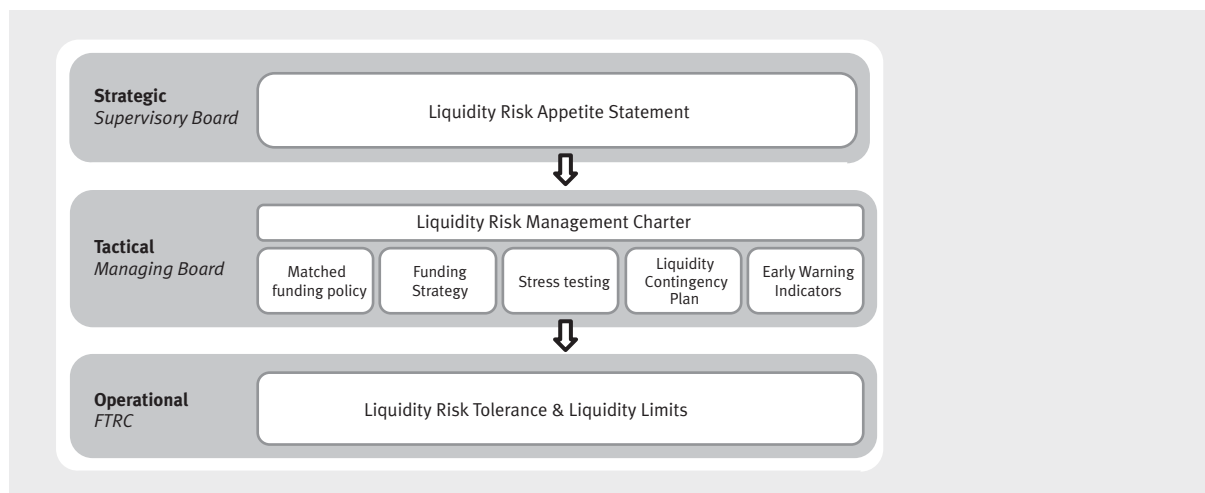 Strategic
Supervisory Board
Liquidity Risk Appetite Statement
Tactical
Managing Board
Liquidity Risk Management Charter
Matched
funding policy
Funding
Strategy
Stress testing
Liquidity
Contingency
Plan
Early Warning
Indicators
Operational
FTRC
Liquidity Risk Tolerance & Liquidity Limits